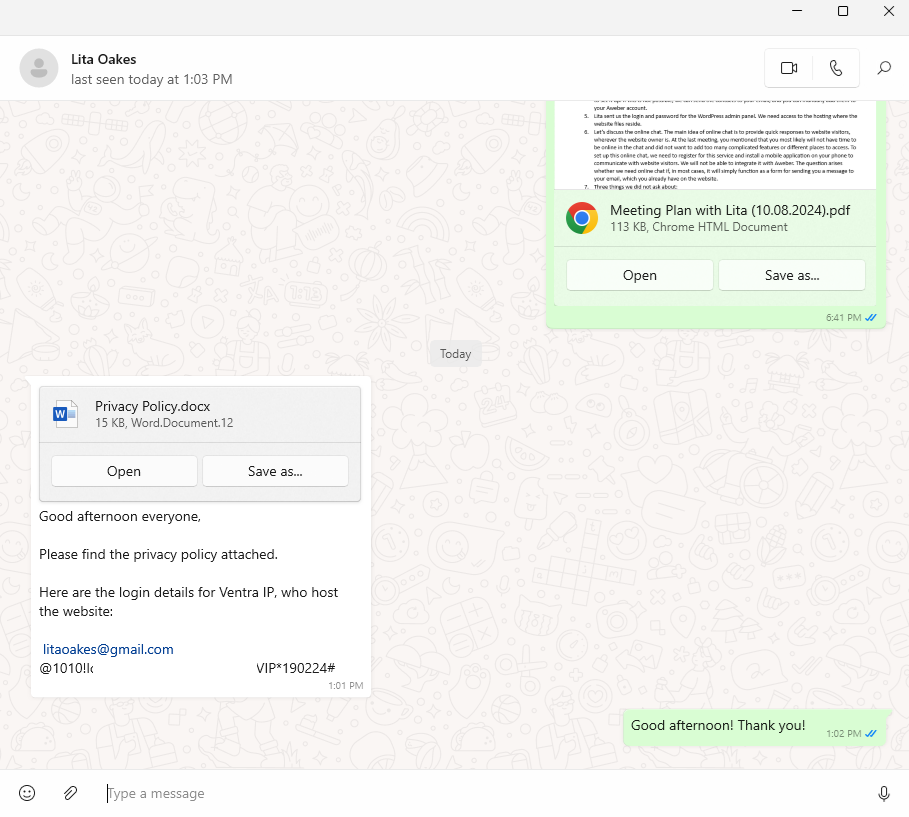 Lita Oakes
last seen today at 1:03 PM
your Aweber account.
5. Lita sent us the login and password for the WordPress admin panel. We need access to the hosting where the
website files reside.
6. Let's discuss the online chat. The main idea of online chat is to provide quick responses to website visitors,
wherever the website owner is. At the last meeting, you mentioned that you most likely will not have time to
be online in the chat and did not want to add too many complicated features or different places to access. To
set up this online chat, we need to register for this service and install a mobile application on your phone to
communicate with website visitors. We will not be able to integrate it with Aweber. The question arises
whether we need online chat if, in most cases, it will simply function as a form for sending you a message to
your email, which you already have on the website.
7. Three things we did not ask about:
Meeting Plan with Lita (10.08.2024).pdf
113 KB, Chrome HTML Document
Open Save as...
6:41 PM
Today
Privacy Policy.docx
15 KB, Word.Document.12
Open Save as...
Good afternoon everyone,
Please find the privacy policy attached.
Here are the login details for Ventra IP, who host
the website:
litaoakes@gmail.com
@1010!l VIP*190224#
1:01 PM
Good afternoon! Thank you!
1:02 PM
Type a message